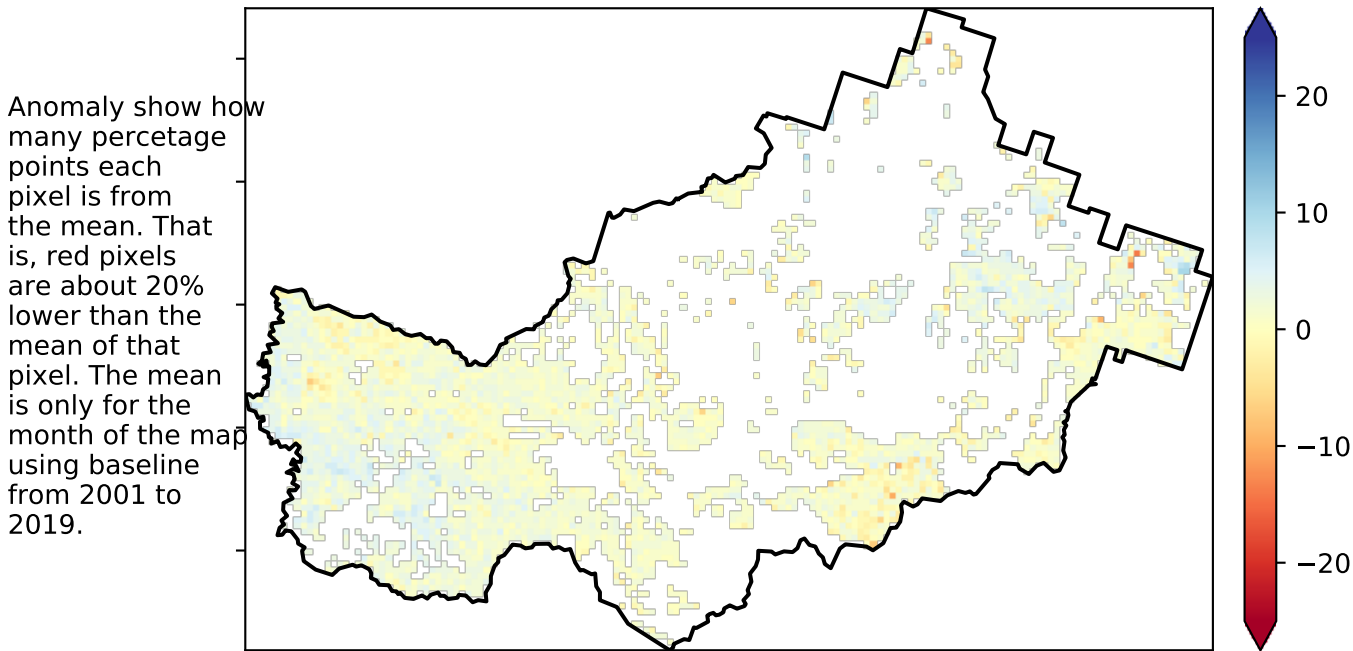 Anomaly show how
many percetage
points each
pixel is from
the mean. That
is, red pixels
are about 20%
lower than the
mean of that
pixel. The mean
is only for the
month of the map
using baseline
from 2001 to
2019.
20
10
0
−10
−20